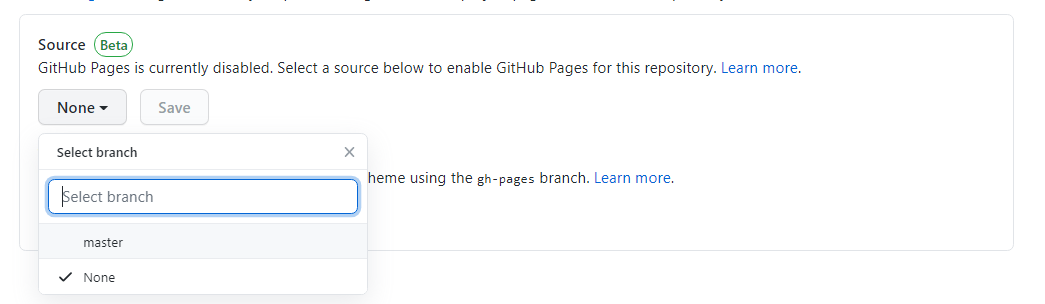 Source Beta
GitHub Pages is currently disabled. Select a source below to enable GitHub Pages for this repository. Learn more.
None Save
Select branch
heme using the gh-pages branch. Learn more.
Select branch
master
None